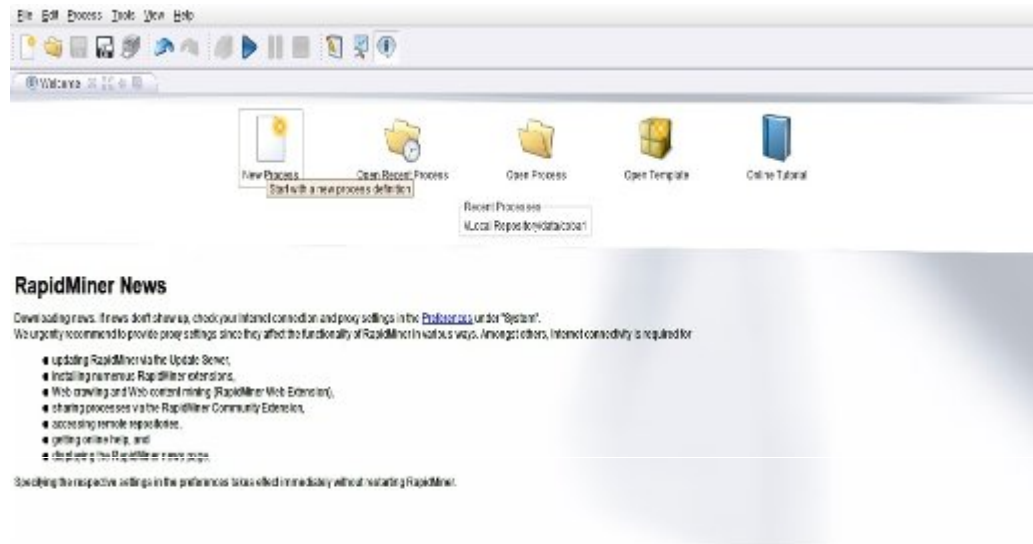 File Edit Process Tools View Help
Welcome
New Process
Open Recent Process
Open Process
Open Template
Online Tutorial
Start with a new process definition
Recent Processes
RapidMiner News
Downloading news. If news don't show up, check your Internet connection and proxy settings in the Preferences under "System".
We urgently recommend to provide proxy settings since they affect the functionality of RapidMiner in various ways. Amongst others, Internet connectivity is required for
updating RapidMiner via the Update Server,
installing numerous RapidMiner extensions,
Web crawling and Web content mining (RapidMiner Web Extension),
sharing processes via the RapidMiner Community Extension,
accessing remote repositories,
getting online help, and
displaying the RapidMiner news page.
Specifying the respective settings in the preferences takes effect immediately without restarting RapidMiner.